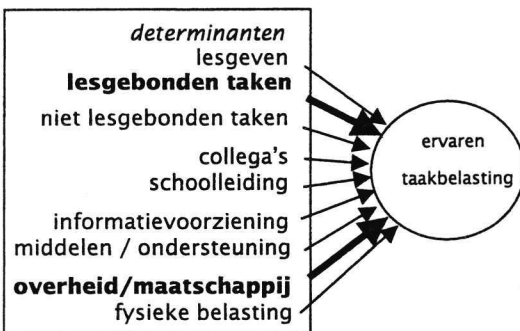 determinanten
lesgeven
lesgebonden taken
niet lesgebonden taken
collega's
schoolleiding
informatievoorziening
middelen / ondersteuning
overheid/maatschappij
fysieke belasting
ervaren
taakbelasting